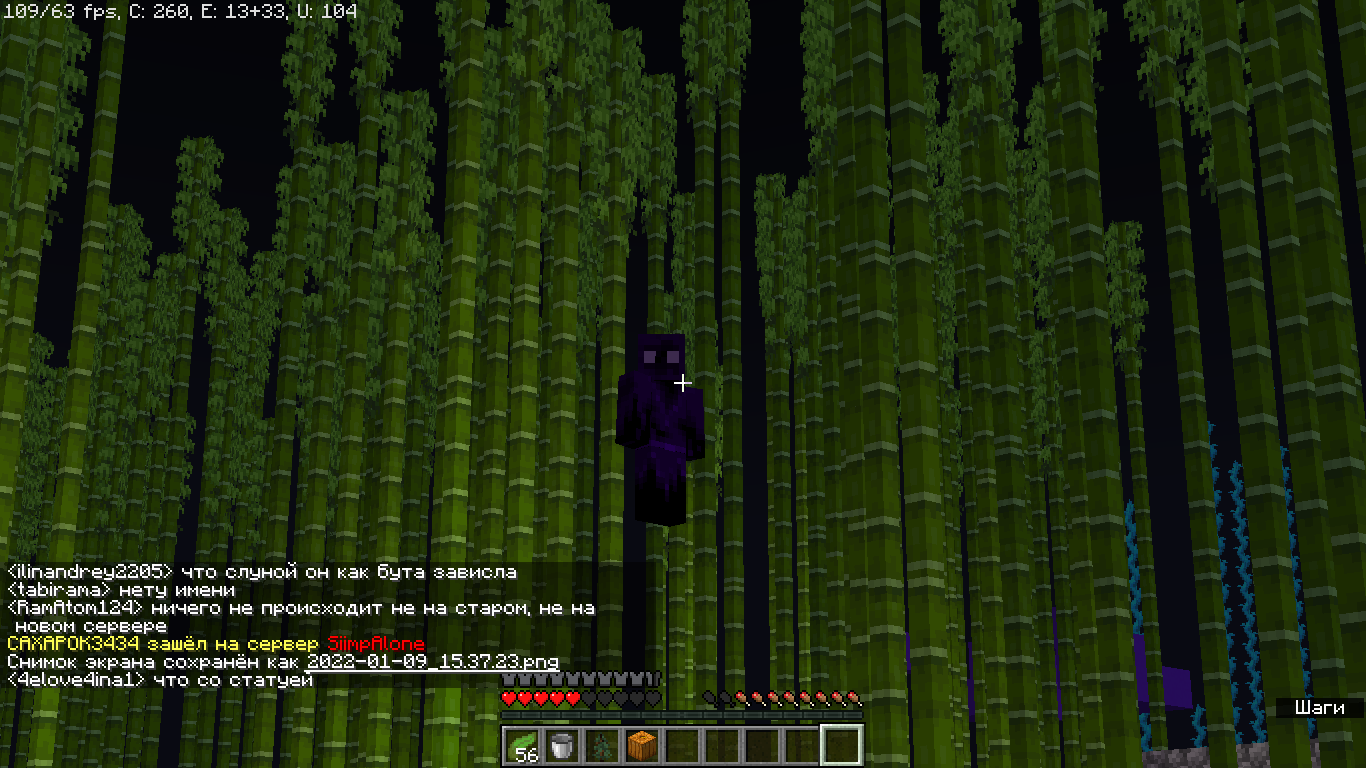 109/63 fps, C: 260, E: 13+33, U: 104
<ilinandrey2205> что слуной он как бута зависла
<tabirama> нету имени
<RamAtom124> ничего не происходит не на старом, не на
новом сервере
CAXAPOK3434 зашёл на сервер SiimpAlone
Снимок экрана сохранён как 2022-01-09_15.37.23.png
<4elove4ina1> что со статуей
Шаги
56